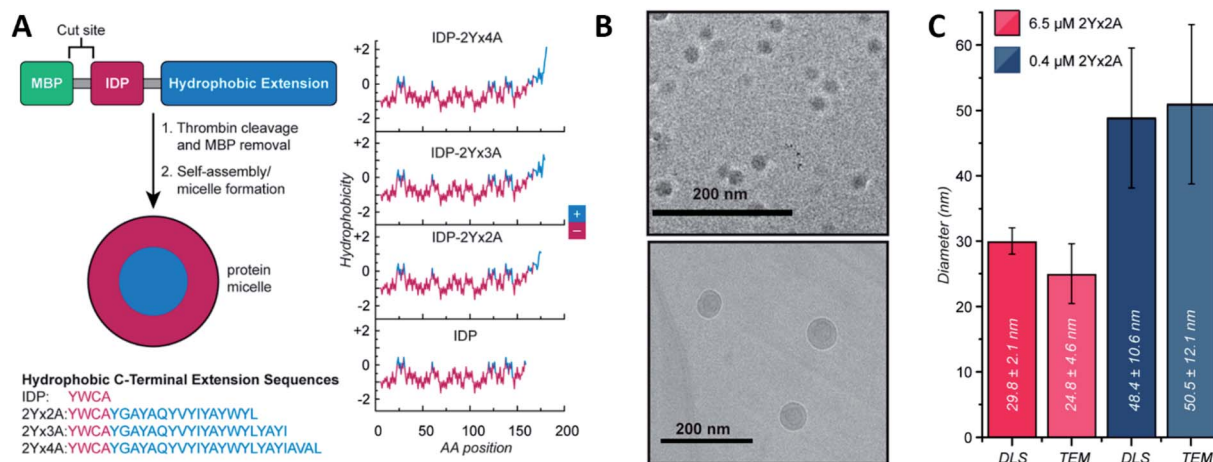 A
Cut site
MBP
IDP
Hydrophobic Extension
1. Thrombin cleavage
and MBP removal
2. Self-assembly/
micelle formation
protein
micelle
Hydrophobic C-Terminal Extension Sequences
IDP: YWCA
2Yx2A:YWCAYGAYAQYVYIYAYWYL
2Yx3A:YWCAYGAYAQYVYIYAYWYLYAYI
2Yx4A:YWCAYGAYAQYVYIYAYWYLYAYIAVAL
IDP-2Yx4A
+2
0
-2
IDP-2Yx3A
+2
0
-2
IDP-2Yx2A
+2
0
-2
IDP
+2
0
-2
Hydrophobicity
0 50 100 150 200
AA position
+
−
B
200 nm
200 nm
C
6.5 µM 2Yx2A
0.4 µM 2Yx2A
Diameter (nm)
60
50
40
30
20
10
0
29.8 ± 2.1 nm
24.8 ± 4.6 nm
48.4 ± 10.6 nm
50.5 ± 12.1 nm
DLS TEM DLS TEM